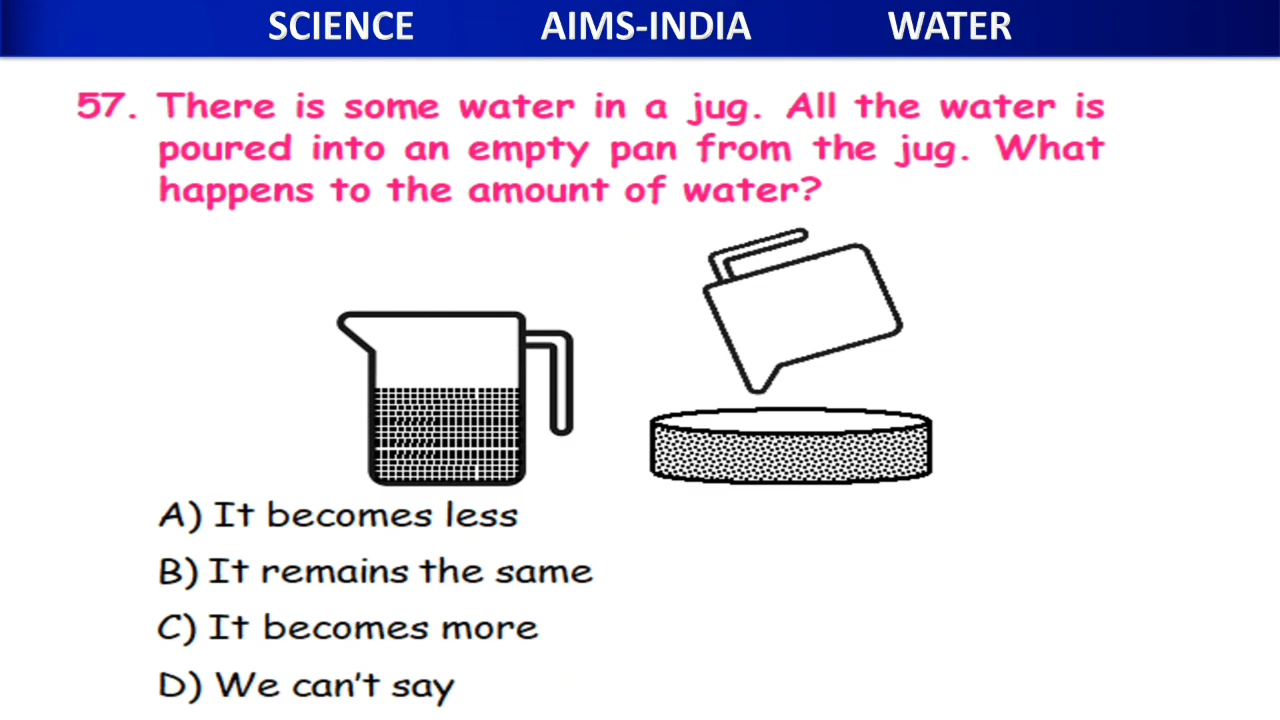 SCIENCE AIMS-INDIA WATER
57. There is some water in a jug. All the water is
poured into an empty pan from the jug. What
happens to the amount of water?
A) It becomes less
B) It remains the same
C) It becomes more
D) We can't say